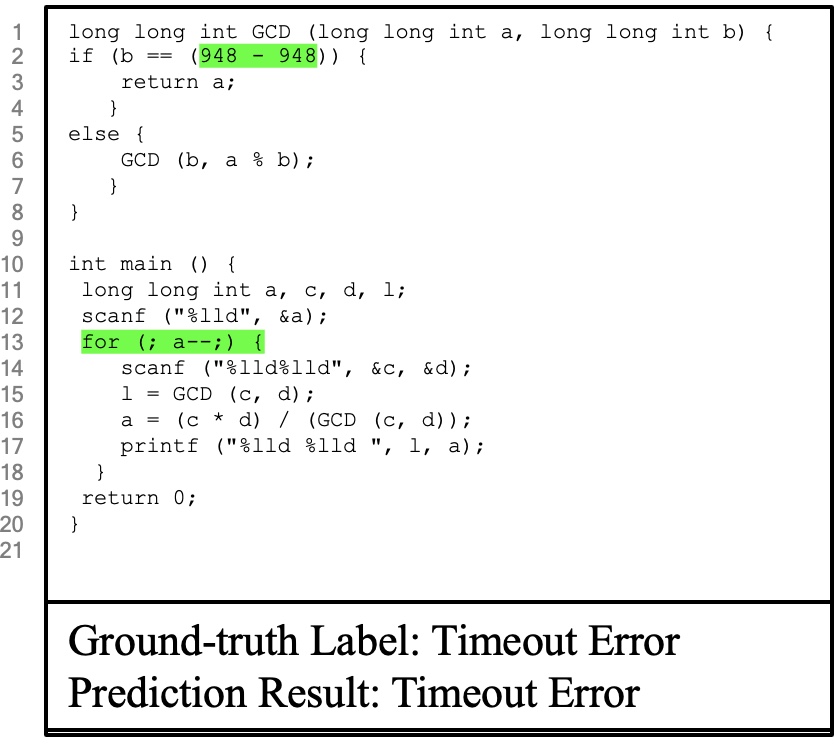 1 long long int GCD (long long int a, long long int b) {
2 if (b == (948 - 948)) {
3 return a;
4 }
5 else {
6 GCD (b, a % b);
7 }
8 }
9
10 int main () {
11 long long int a, c, d, l;
12 scanf ("%lld", &a);
13 for (; a--;) {
14 scanf ("%lld%lld", &c, &d);
15 l = GCD (c, d);
16 a = (c * d) / (GCD (c, d));
17 printf ("%lld %lld ", l, a);
18 }
19 return 0;
20 }
21
Ground-truth Label: Timeout Error
Prediction Result: Timeout Error